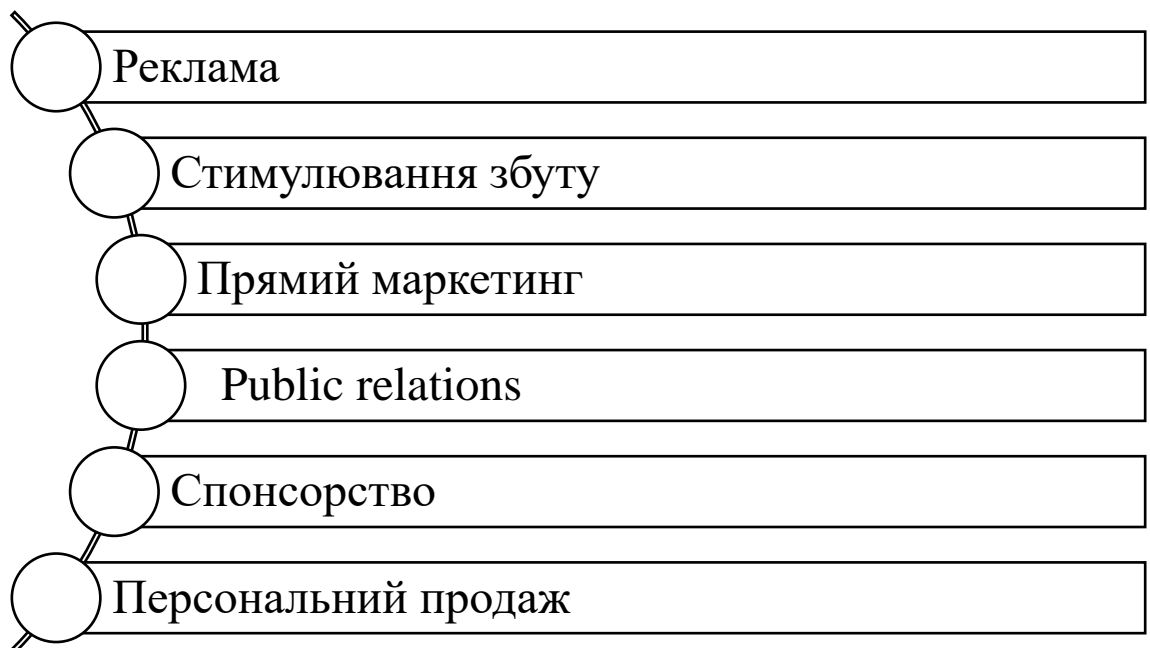 Реклама
Стимулювання збуту
Прямий маркетинг
Public relations
Спонсорство
Персональний продаж